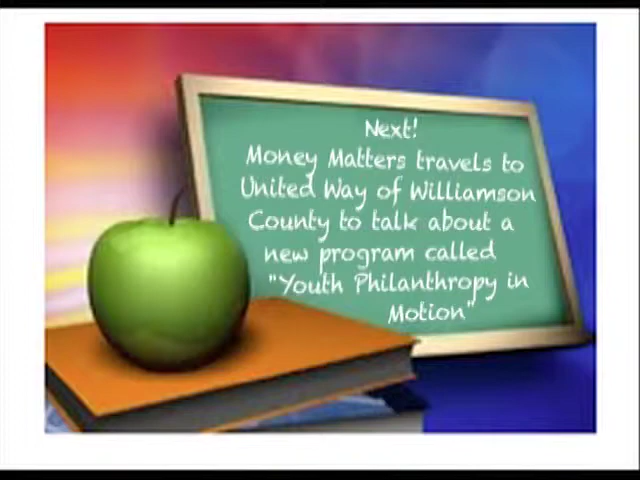 Next!
Money Matters travels to
United Way of Williamson
County to talk about a
new program called
"Youth Philanthropy in
Motion"